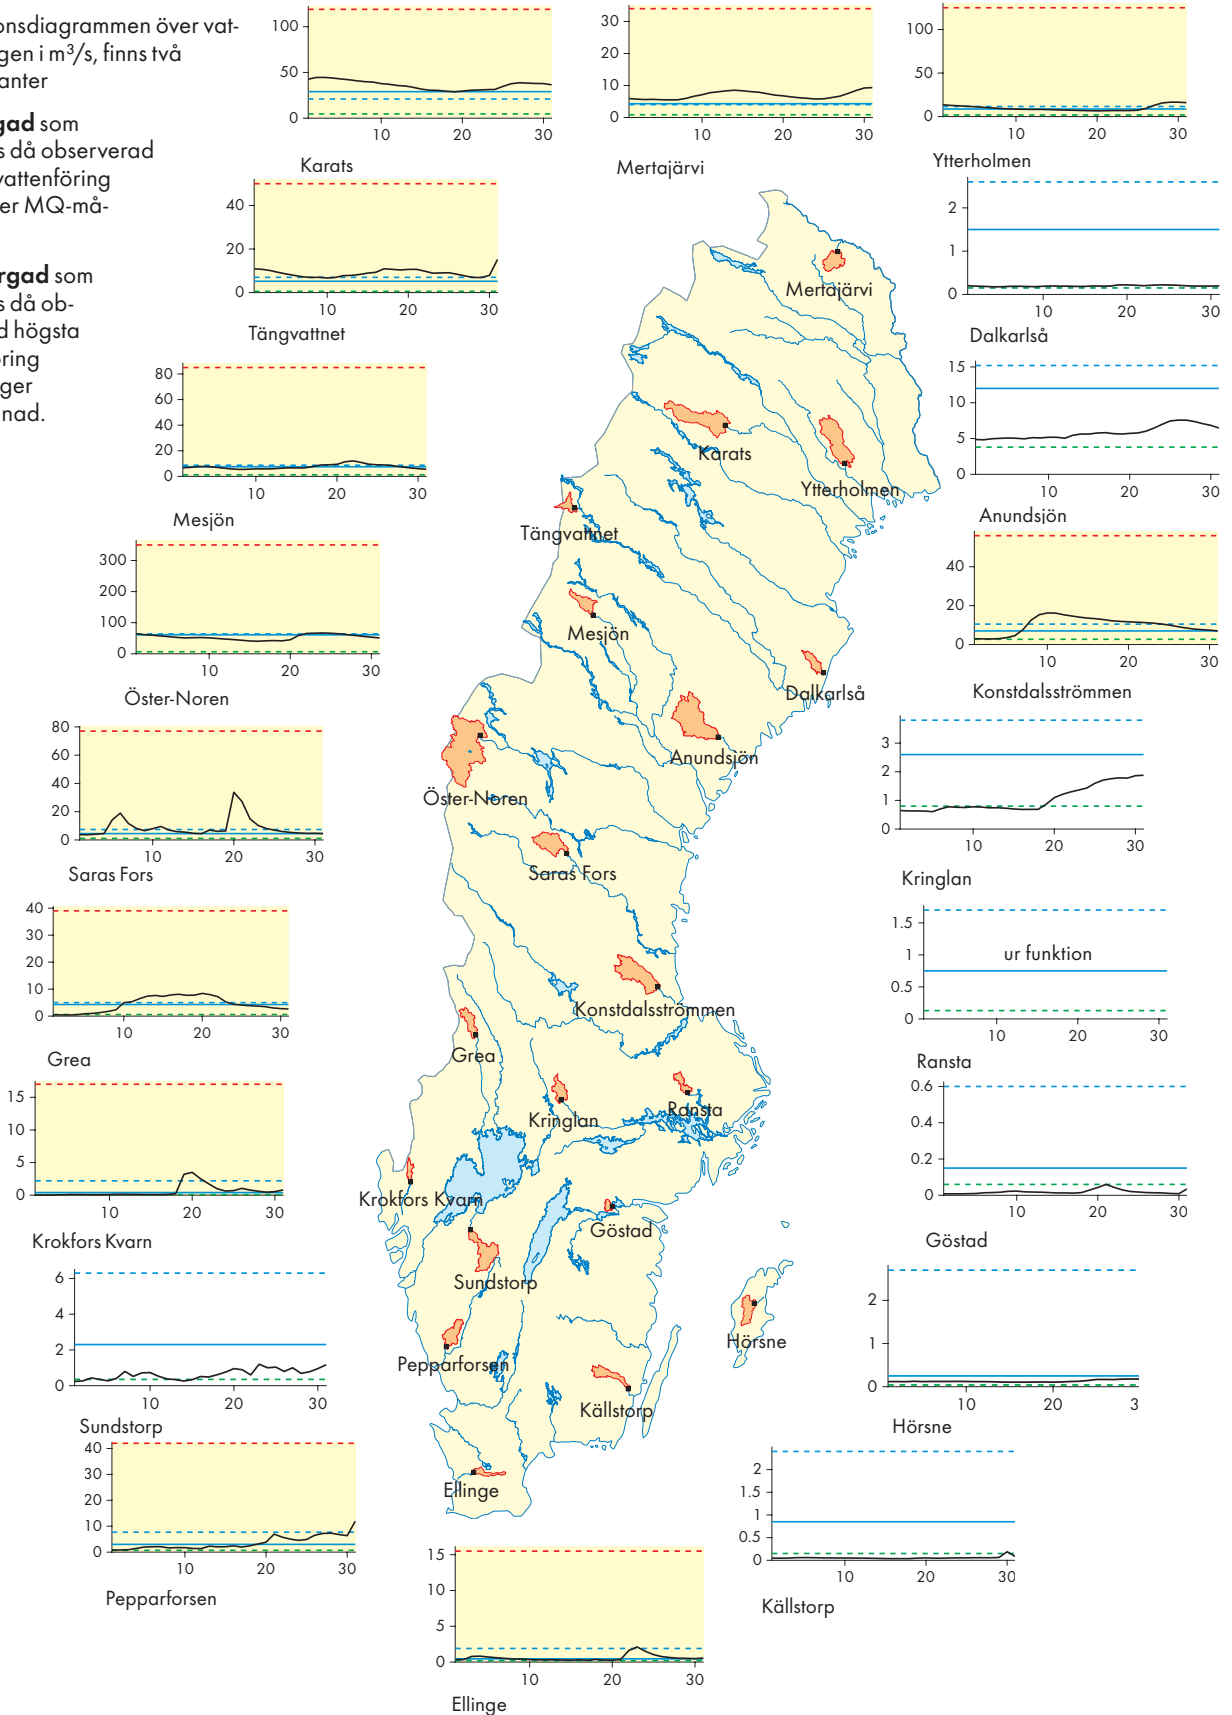 onsdiagrammen över vat-
gen i m³/s, finns två
anter
gad som
s då observerad
vattenföring
er MQ-må-
rgad som
s då ob-
d högsta
öring
ger
nad.
100
50
0
10 20 30
Karats
30
20
10
0
10 20 30
Mertajärvi
100
50
0
10 20 30
Ytterholmen
40
20
0
10 20 30
Tängvattnet
2
1
0
10 20 30
Dalkarlså
80
60
40
20
0
10 20 30
Mesjön
15
10
5
0
10 20 30
Anundsjön
300
200
100
0
10 20 30
Öster-Noren
40
20
0
10 20 30
Konstdalsströmmen
80
60
40
20
0
10 20 30
Saras Fors
3
2
1
0
10 20 30
Kringlan
40
30
20
10
0
10 20 30
Grea
1.5
1
0.5
0
ur funktion
10 20 30
Ransta
15
10
5
0
10 20 30
Krokfors Kvarn
0.6
0.4
0.2
0
10 20 30
Göstad
6
4
2
0
10 20 30
Sundstorp
2
1
0
10 20 3
Hörsne
40
30
20
10
0
10 20 30
Pepparforsen
2
1.5
1
0.5
0
10 20 30
Källstorp
15
10
5
0
10 20 30
Ellinge
Mertajärvi
Karats
Ytterholmen
Tängvattnet
Mesjön
Dalkarlså
Anundsjön
Öster-Noren
Saras Fors
Konstdalsströmmen
Grea
Kringlan
Ransta
Krokfors Kvarn
Göstad
Sundstorp
Hörsne
Pepparforsen
Källstorp
Ellinge